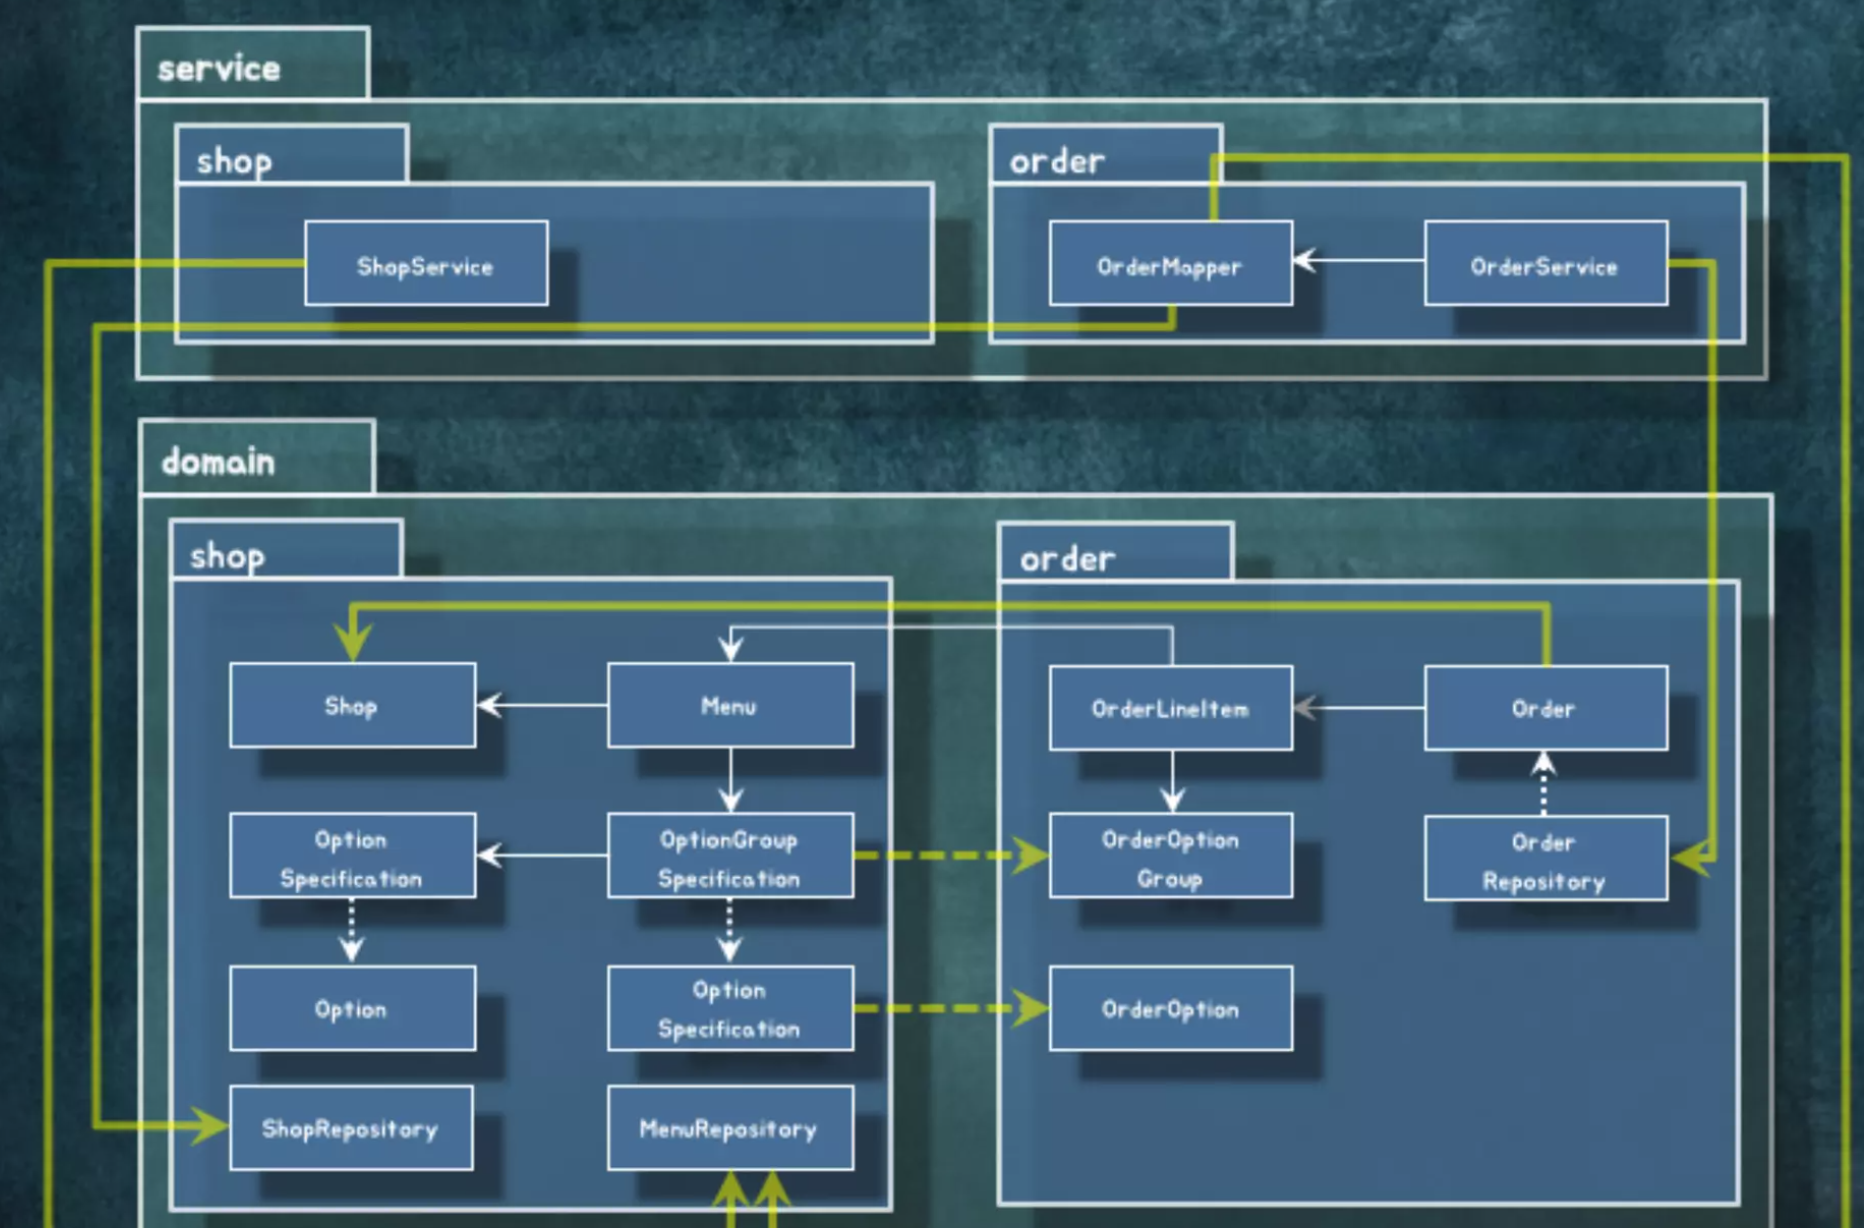 service
shop
order
ShopService
OrderMapper
OrderService
domain
shop
order
Shop
Menu
OrderLineItem
Order
Option
Specification
OptionGroup
Specification
OrderOption
Group
Order
Repository
Option
Option
Specification
OrderOption
ShopRepository
MenuRepository